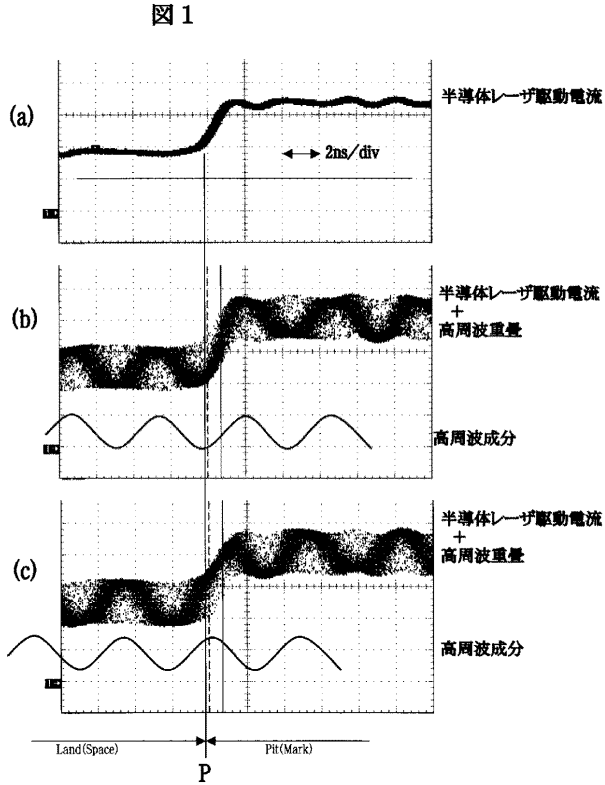 図1
(a)
半導体レーザ駆動電流
2ns/div
(b)
半導体レーザ駆動電流
+
高周波重畳
高周波成分
(c)
半導体レーザ駆動電流
+
高周波重畳
高周波成分
Land(Space)
Pit(Mark)
P